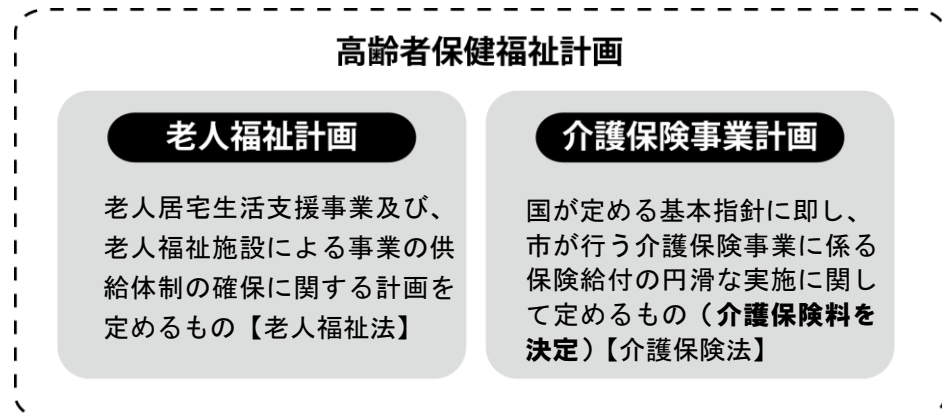 高齢者保健福祉計画
老人福祉計画
老人居宅生活支援事業及び、
老人福祉施設による事業の供
給体制の確保に関する計画を
定めるもの【老人福祉法】
介護保険事業計画
国が定める基本指針に即し、
市が行う介護保険事業に係る
保険給付の円滑な実施に関し
て定めるもの（介護保険料を
決定）【介護保険法】